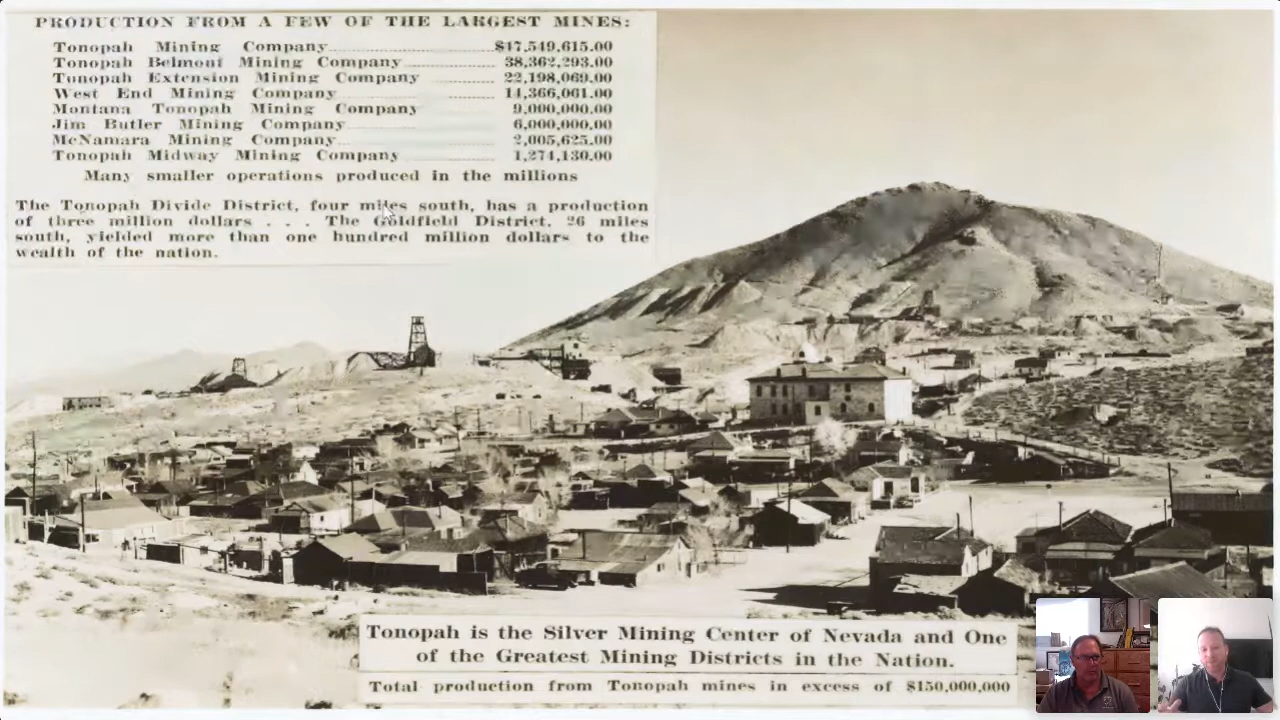 PRODUCTION FROM A FEW OF THE LARGEST MINES:
Tonopah Mining Company $47,549,615.00
Tonopah Belmont Mining Company 38,362,293.00
Tonopah Extension Mining Company 22,198,069.00
West End Mining Company 14,366,061.00
Montana Tonopah Mining Company 9,000,000.00
Jim Butler Mining Company 6,000,000.00
McNamara Mining Company 2,005,625.00
Tonopah Midway Mining Company 1,274,130.00
Many smaller operations produced in the millions
The Tonopah Divide District, four miles south, has a production
of three million dollars . . . The Goldfield District, 26 miles
south, yielded more than one hundred million dollars to the
wealth of the nation.
Tonopah is the Silver Mining Center of Nevada and One
of the Greatest Mining Districts in the Nation.
Total production from Tonopah mines in excess of $150,000,000